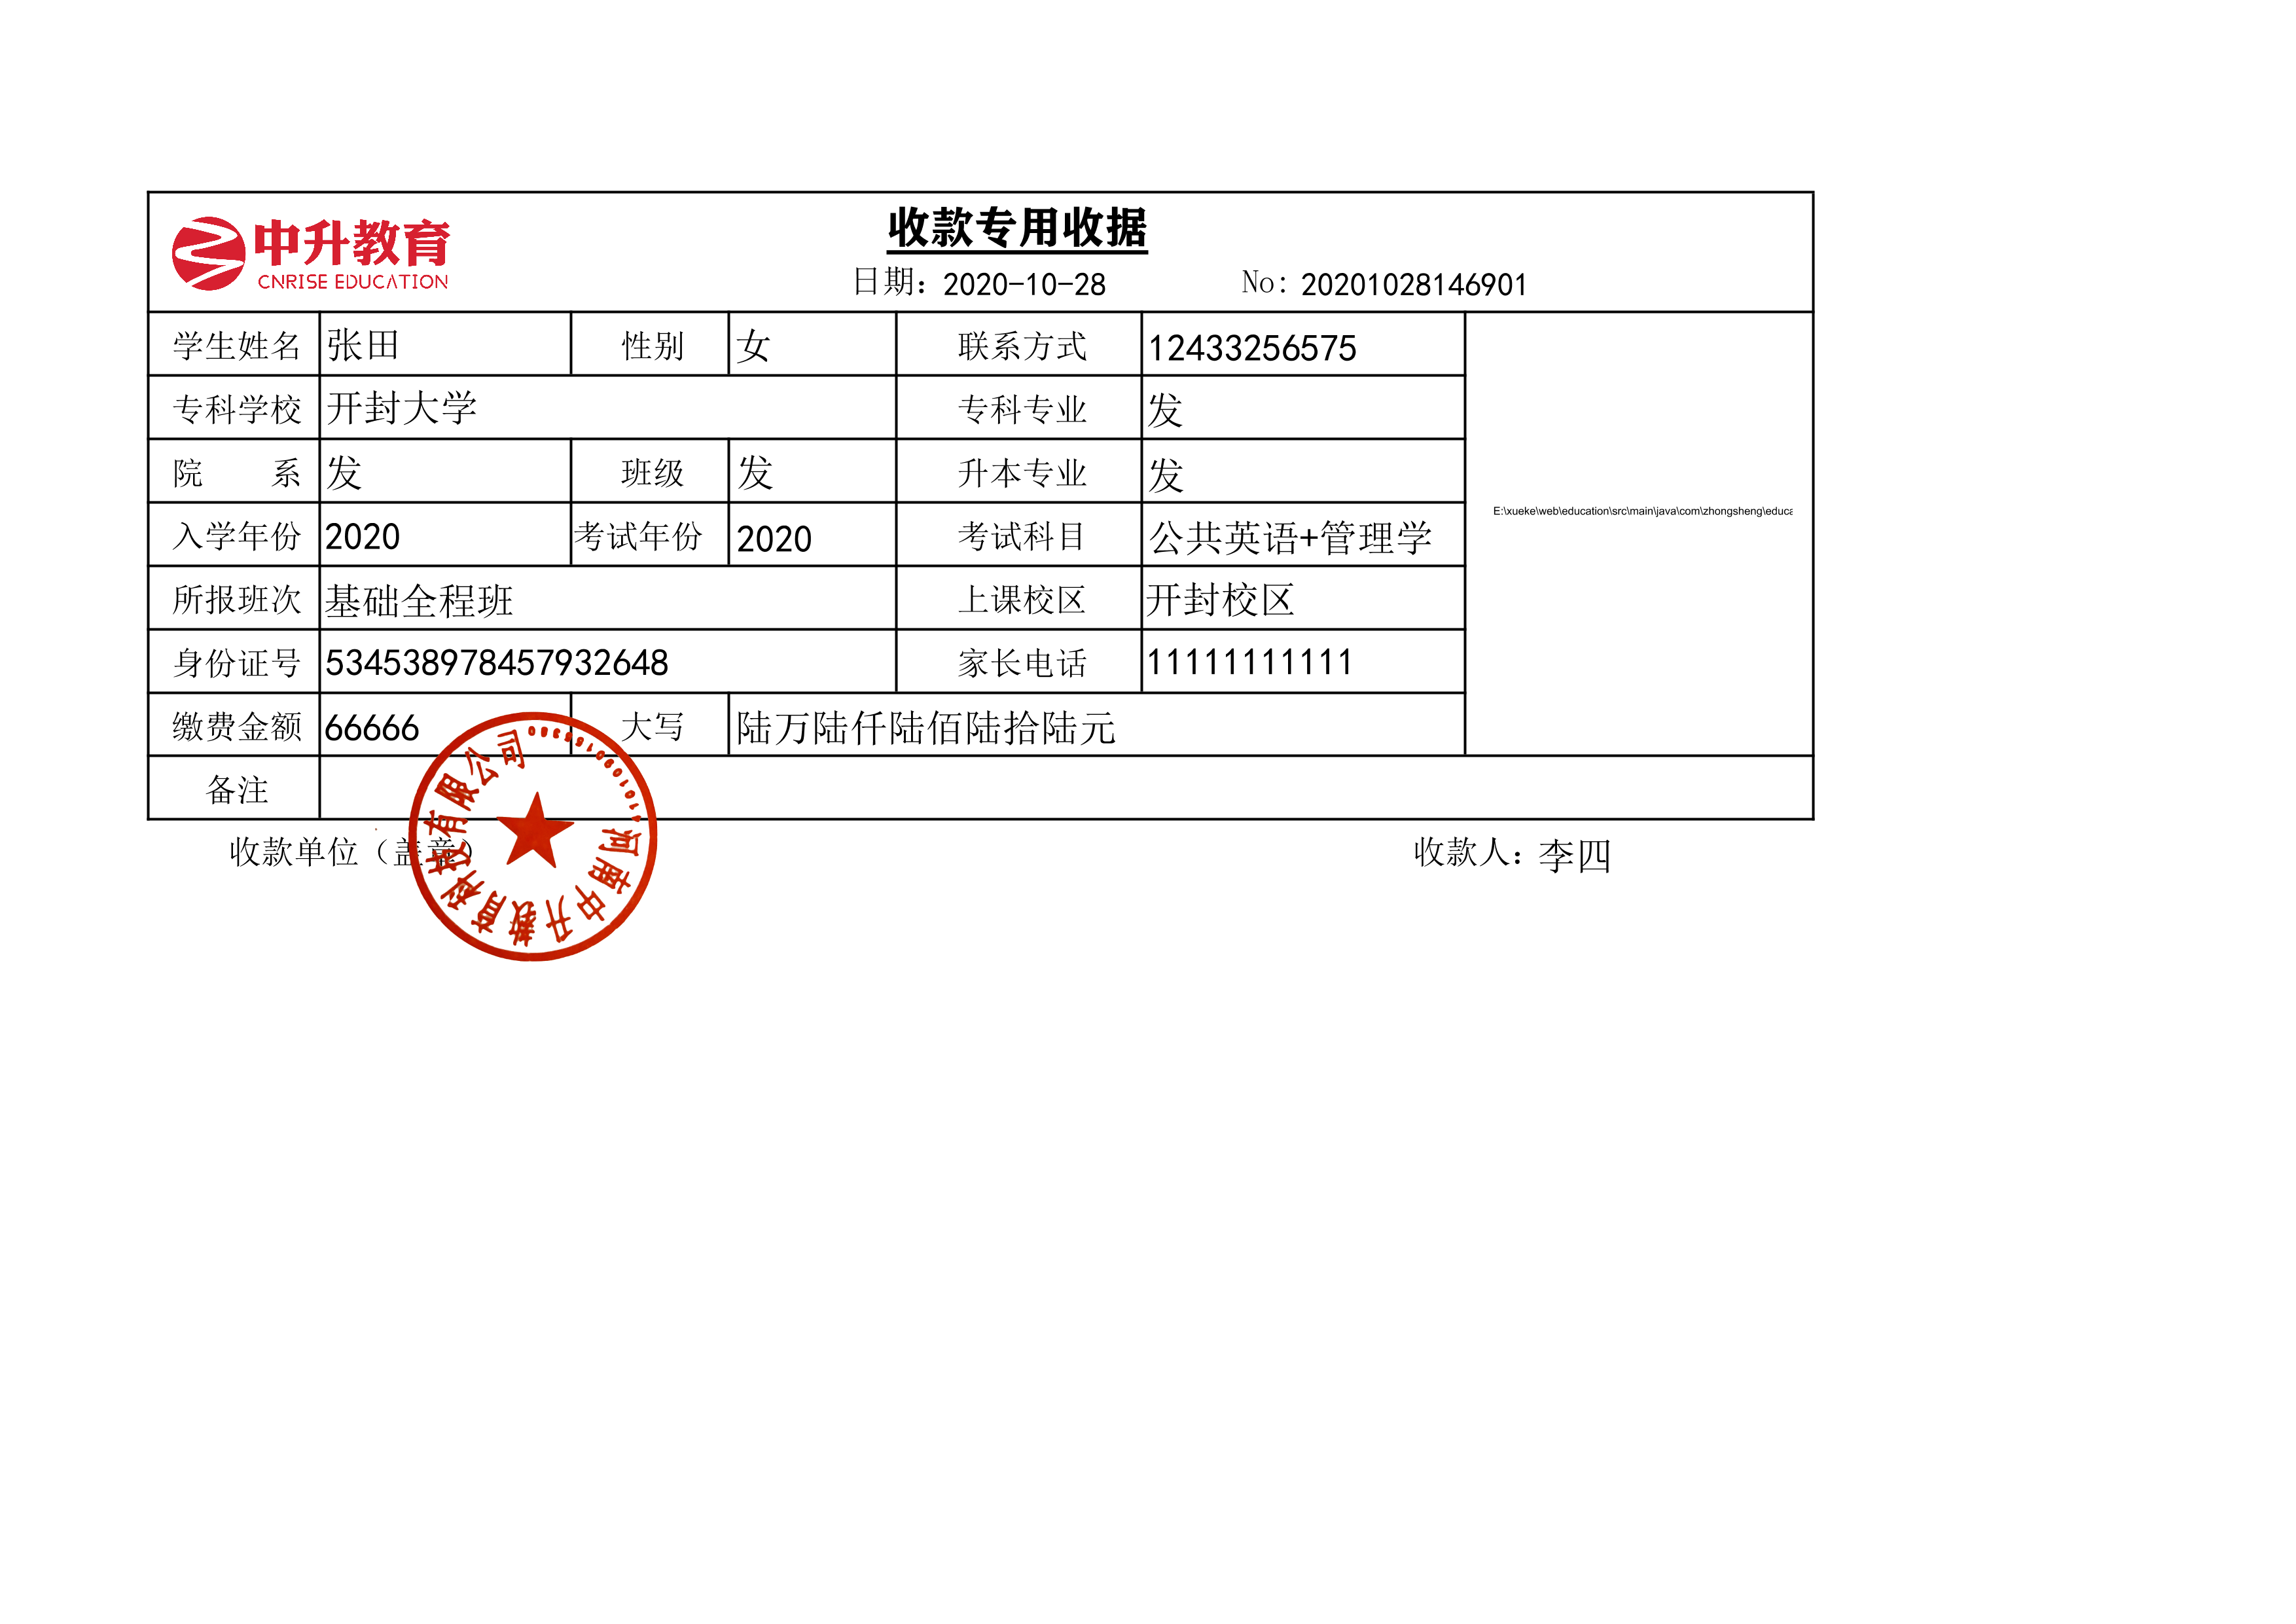 中升教育
CNRISE EDUCATION
收款专用收据
日期：2020-10-28 No：20201028146901
学生姓名 张田 性别 女 联系方式 12433256575
专科学校 开封大学 专科专业 发
院 系 发 班级 发 升本专业 发
E:\xueke\web\education\src\main\java\com\zhongsheng\educa
入学年份 2020 考试年份 2020 考试科目 公共英语+管理学
所报班次 基础全程班 上课校区 开封校区
身份证号 534538978457932648 家长电话 11111111111
缴费金额 66666 大写 陆万陆仟陆佰陆拾陆元
备注
收款单位（盖章） 收款人：李四
河南中升教育科技有限公司